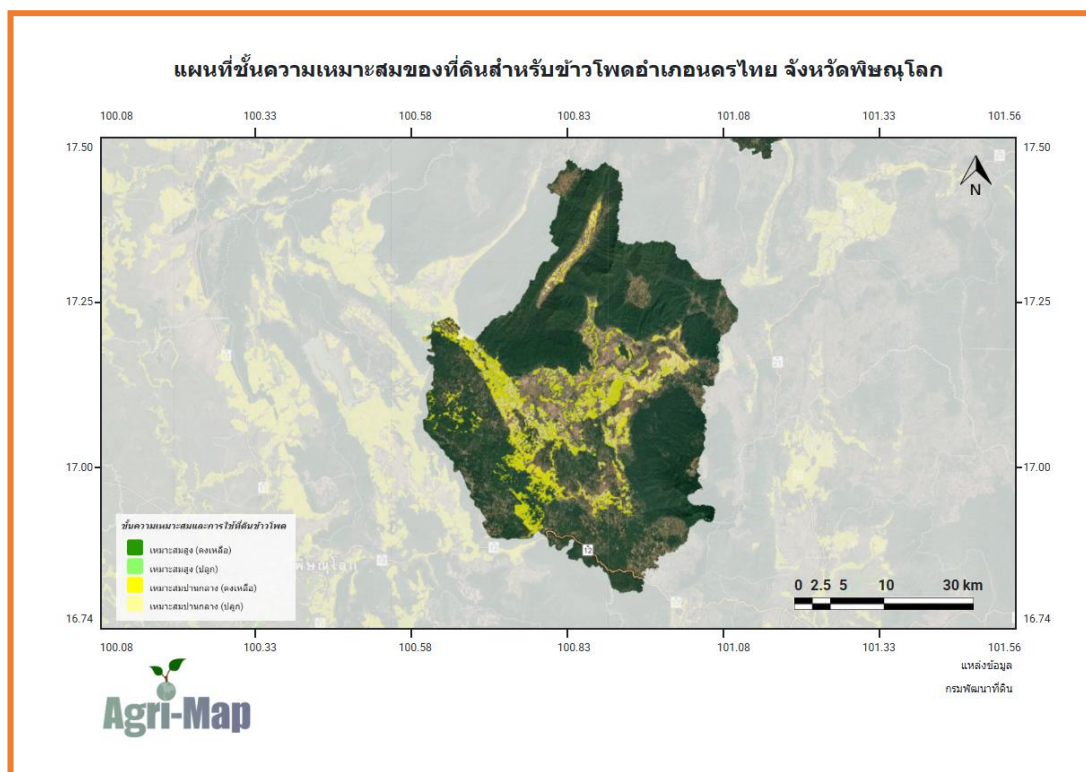 แผนที่ชั้นความเหมาะสมของที่ดินสำหรับข้าวโพดอำเภอนครไทย จังหวัดพิษณุโลก
100.08 100.33 100.58 100.83 101.08 101.33 101.56
17.50 17.50
N
17.25 17.25
17.00 17.00
ชั้นความเหมาะสมและการใช้ที่ดินข้าวโพด
เหมาะสมสูง (คงเหลือ)
เหมาะสมสูง (ปลูก)
เหมาะสมปานกลาง (คงเหลือ)
เหมาะสมปานกลาง (ปลูก)
พิษณุโลก
12
12
0 2.5 5 10 30 km
16.74 16.74
100.08 100.33 100.58 100.83 101.08 101.33 101.56
แหล่งข้อมูล
กรมพัฒนาที่ดิน
Agri-Map